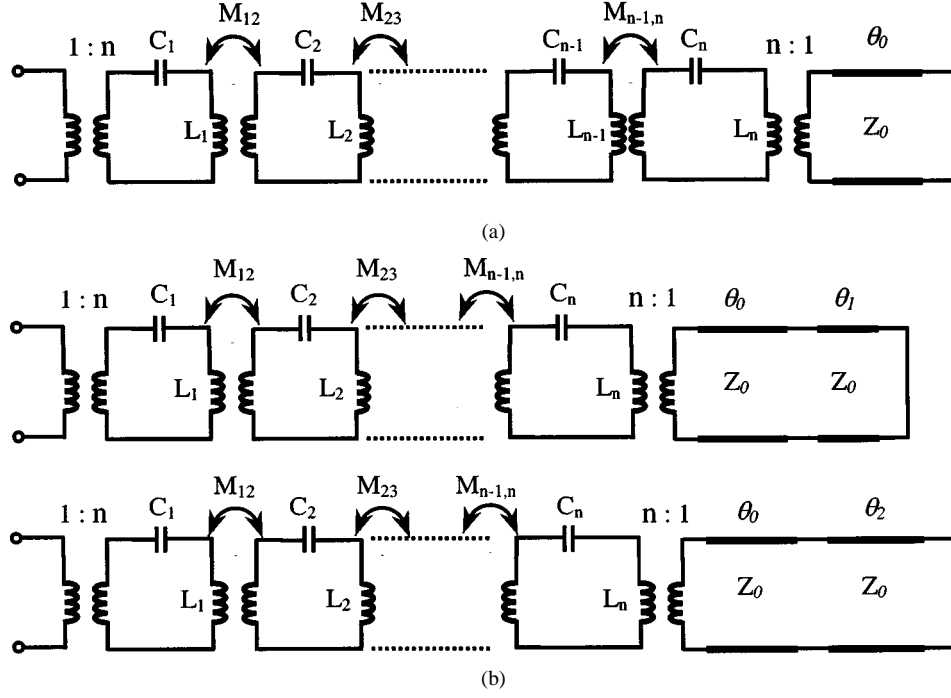 M₁₂ M₂₃ Mₙ₋₁,ₙ
1 : n C₁ C₂ Cₙ₋₁ Cₙ n : 1 θ₀
L₁ L₂ Lₙ₋₁ Lₙ Z₀
(a)
M₁₂ M₂₃ Mₙ₋₁,ₙ
1 : n C₁ C₂ Cₙ n : 1 θ₀ θ₁
L₁ L₂ Lₙ Z₀ Z₀
M₁₂ M₂₃ Mₙ₋₁,ₙ
1 : n C₁ C₂ Cₙ n : 1 θ₀ θ₂
L₁ L₂ Lₙ Z₀ Z₀
(b)